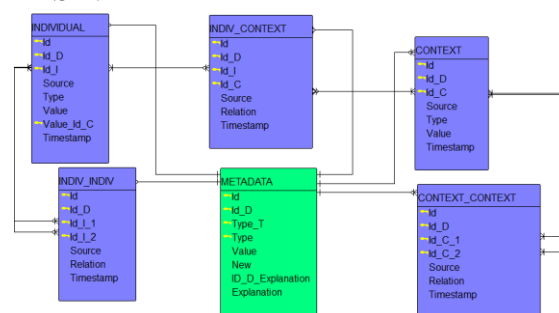 INDIVIDUAL
Id
Id_D
Id_I
Source
Type
Value
Value_Id_C
Timestamp
INDIV_CONTEXT
Id
Id_D
Id_I
Id_C
Source
Relation
Timestamp
CONTEXT
Id
Id_D
Id_C
Source
Type
Value
Timestamp
INDIV_INDIV
Id
Id_D
Id_I_1
Id_I_2
Source
Relation
Timestamp
METADATA
Id
Id_D
Type_T
Type
Value
New
ID_D_Explanation
Explanation
CONTEXT_CONTEXT
Id
Id_D
Id_C_1
Id_C_2
Source
Relation
Timestamp